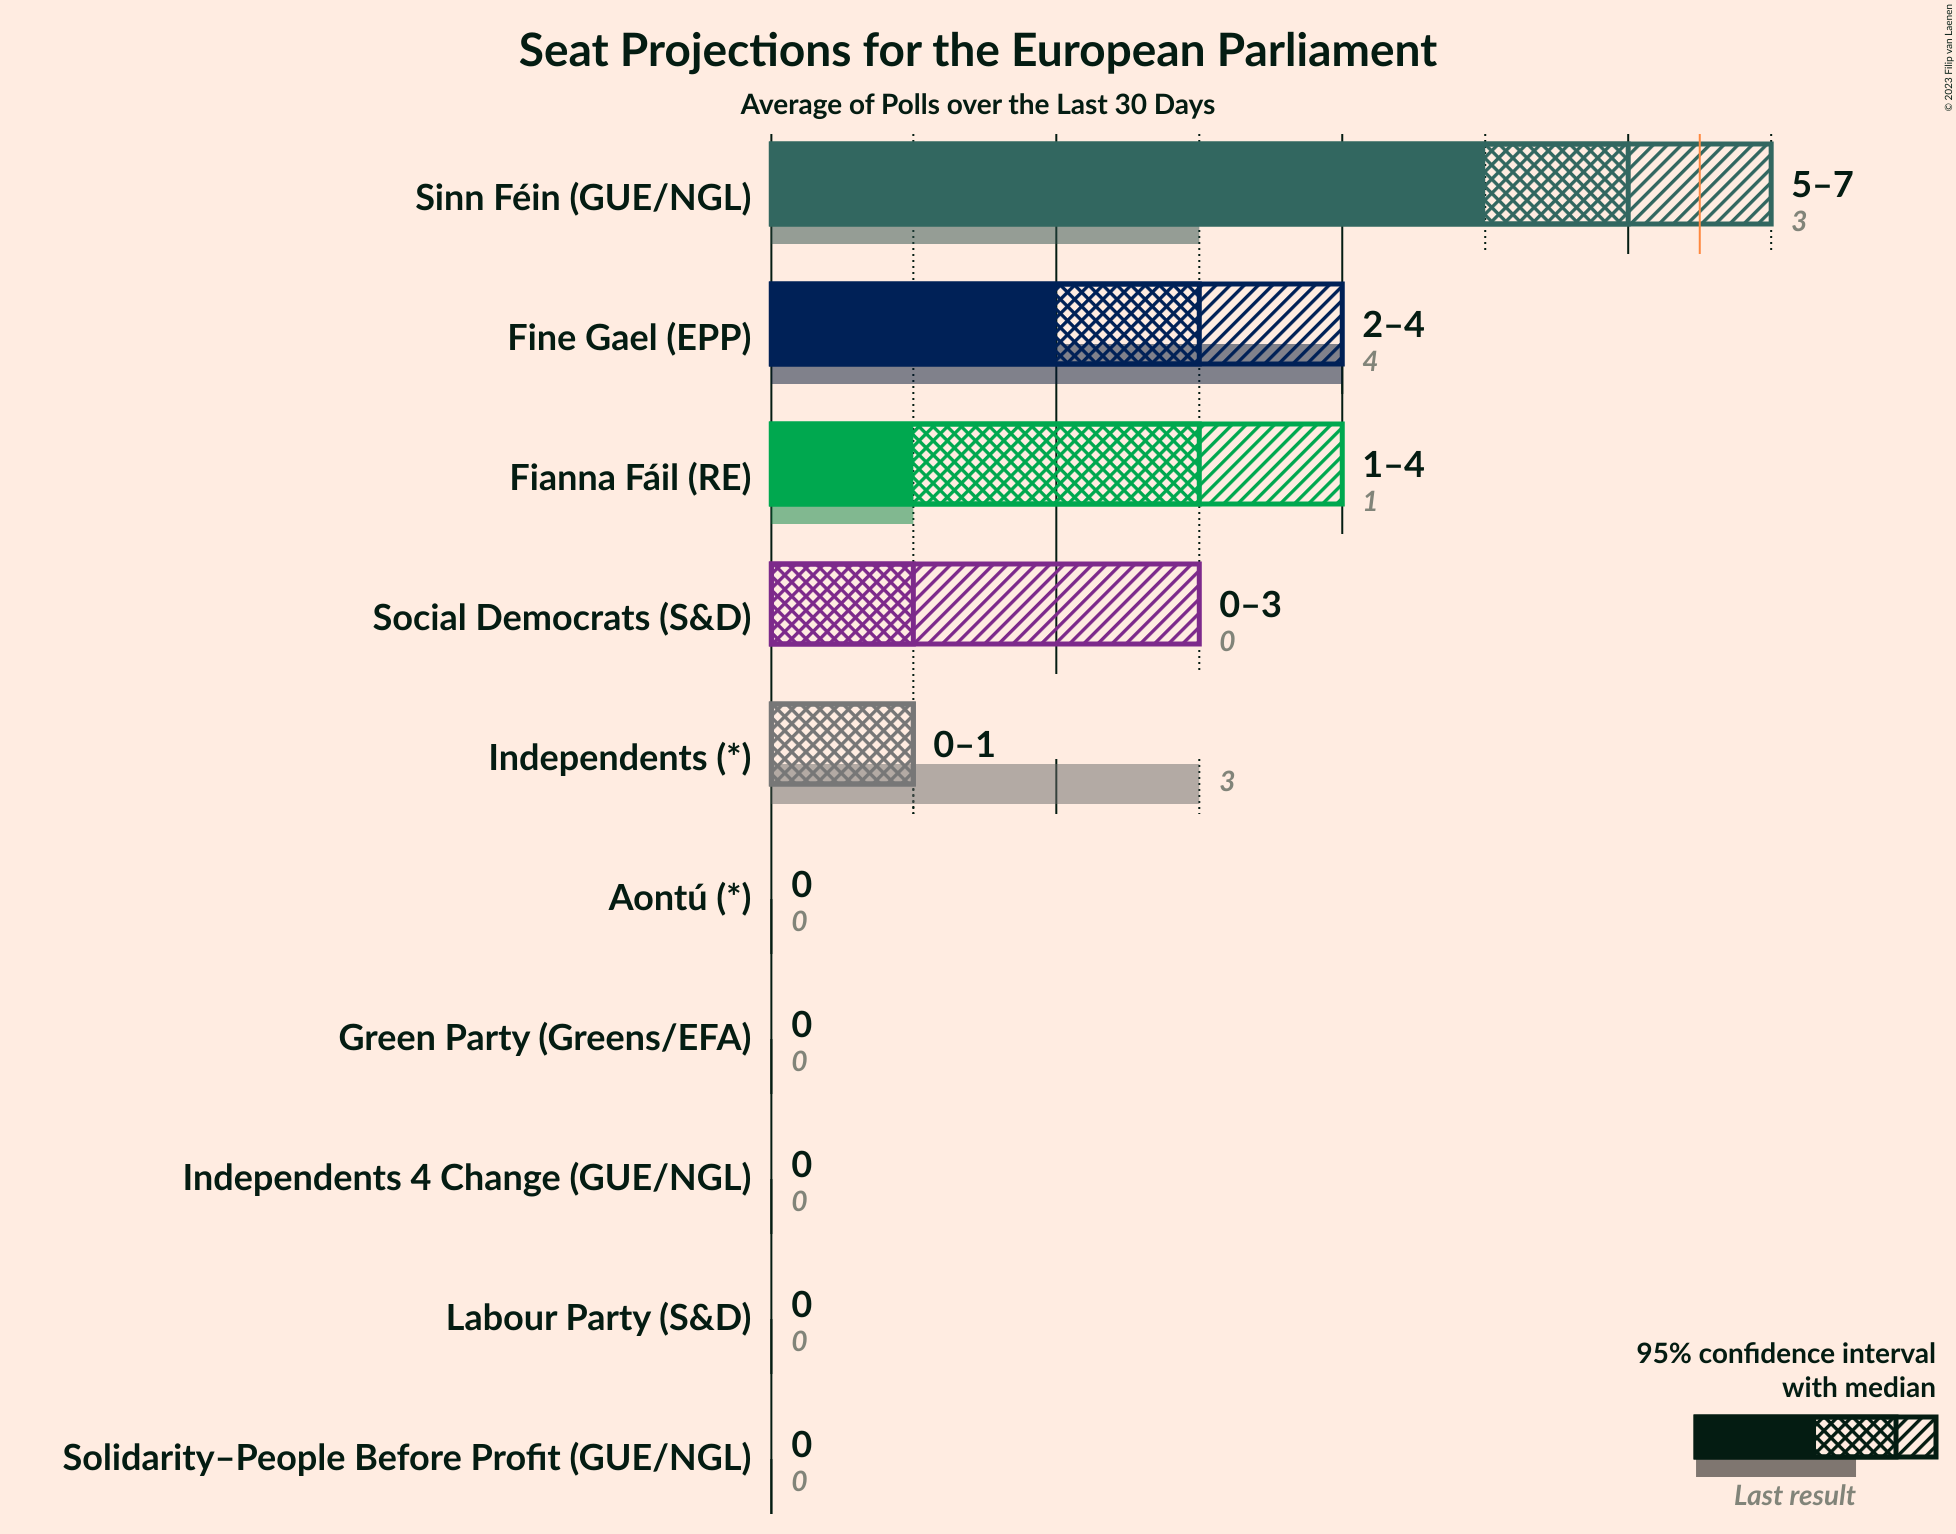 Seat Projections for the European Parliament
Average of Polls over the Last 30 Days
© 2023 Filip van Laenen
Sinn Féin (GUE/NGL)
5–7
3
Fine Gael (EPP)
2–4
4
Fianna Fáil (RE)
1–4
1
Social Democrats (S&D)
0–3
0
Independents (*)
0–1
3
Aontú (*)
0
0
Green Party (Greens/EFA)
0
0
Independents 4 Change (GUE/NGL)
0
0
Labour Party (S&D)
0
0
Solidarity–People Before Profit (GUE/NGL)
0
0
95% confidence interval
with median
Last result